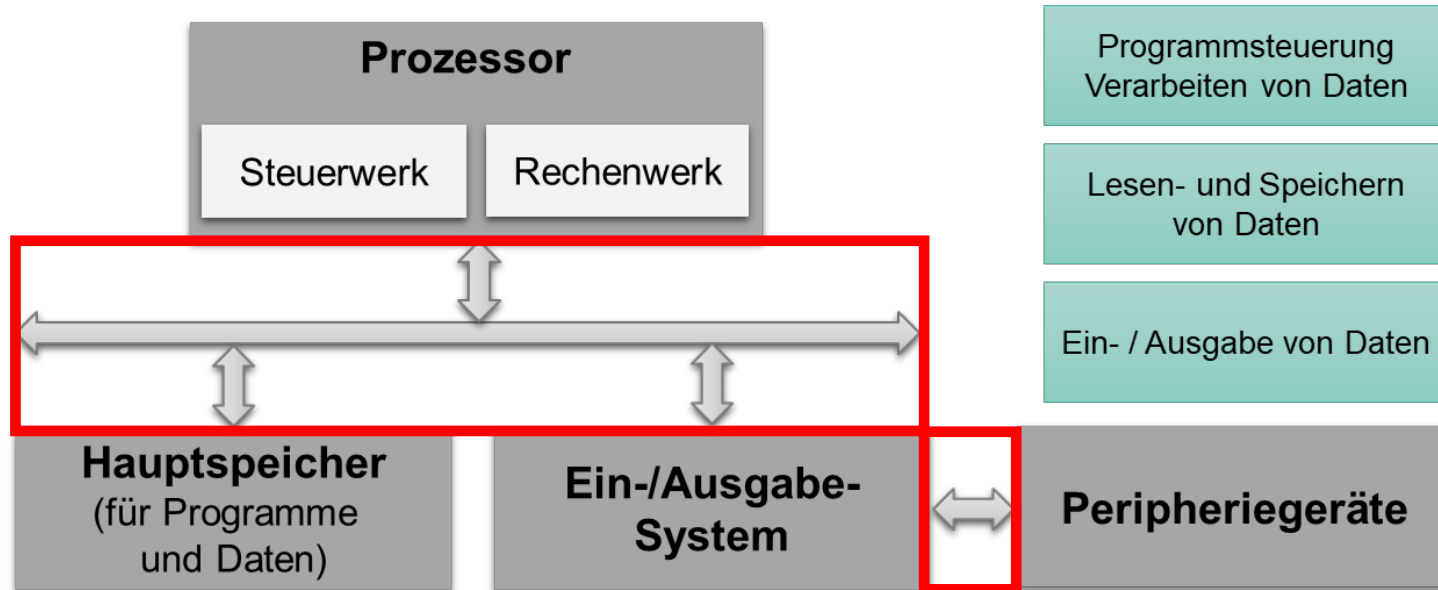 Prozessor
Steuerwerk
Rechenwerk
Programmsteuerung
Verarbeiten von Daten
Lesen- und Speichern
von Daten
Ein- / Ausgabe von Daten
Hauptspeicher
(für Programme
und Daten)
Ein-/Ausgabe-
System
Peripheriegeräte